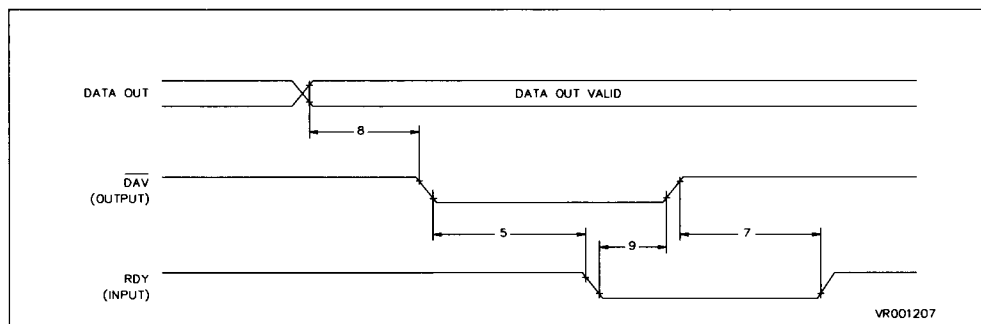 DATA OUT
DATA OUT VALID
8
DAV
(OUTPUT)
5
9
7
RDY
(INPUT)
VR001207